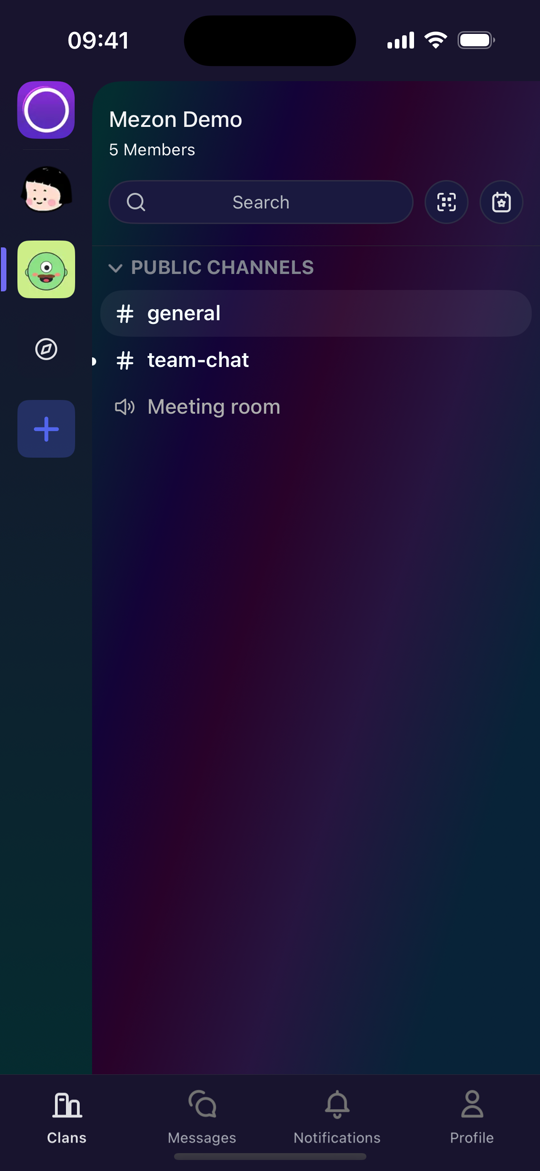 09:41
Mezon Demo
5 Members
Search
PUBLIC CHANNELS
# general
# team-chat
Meeting room
Clans
Messages
Notifications
Profile